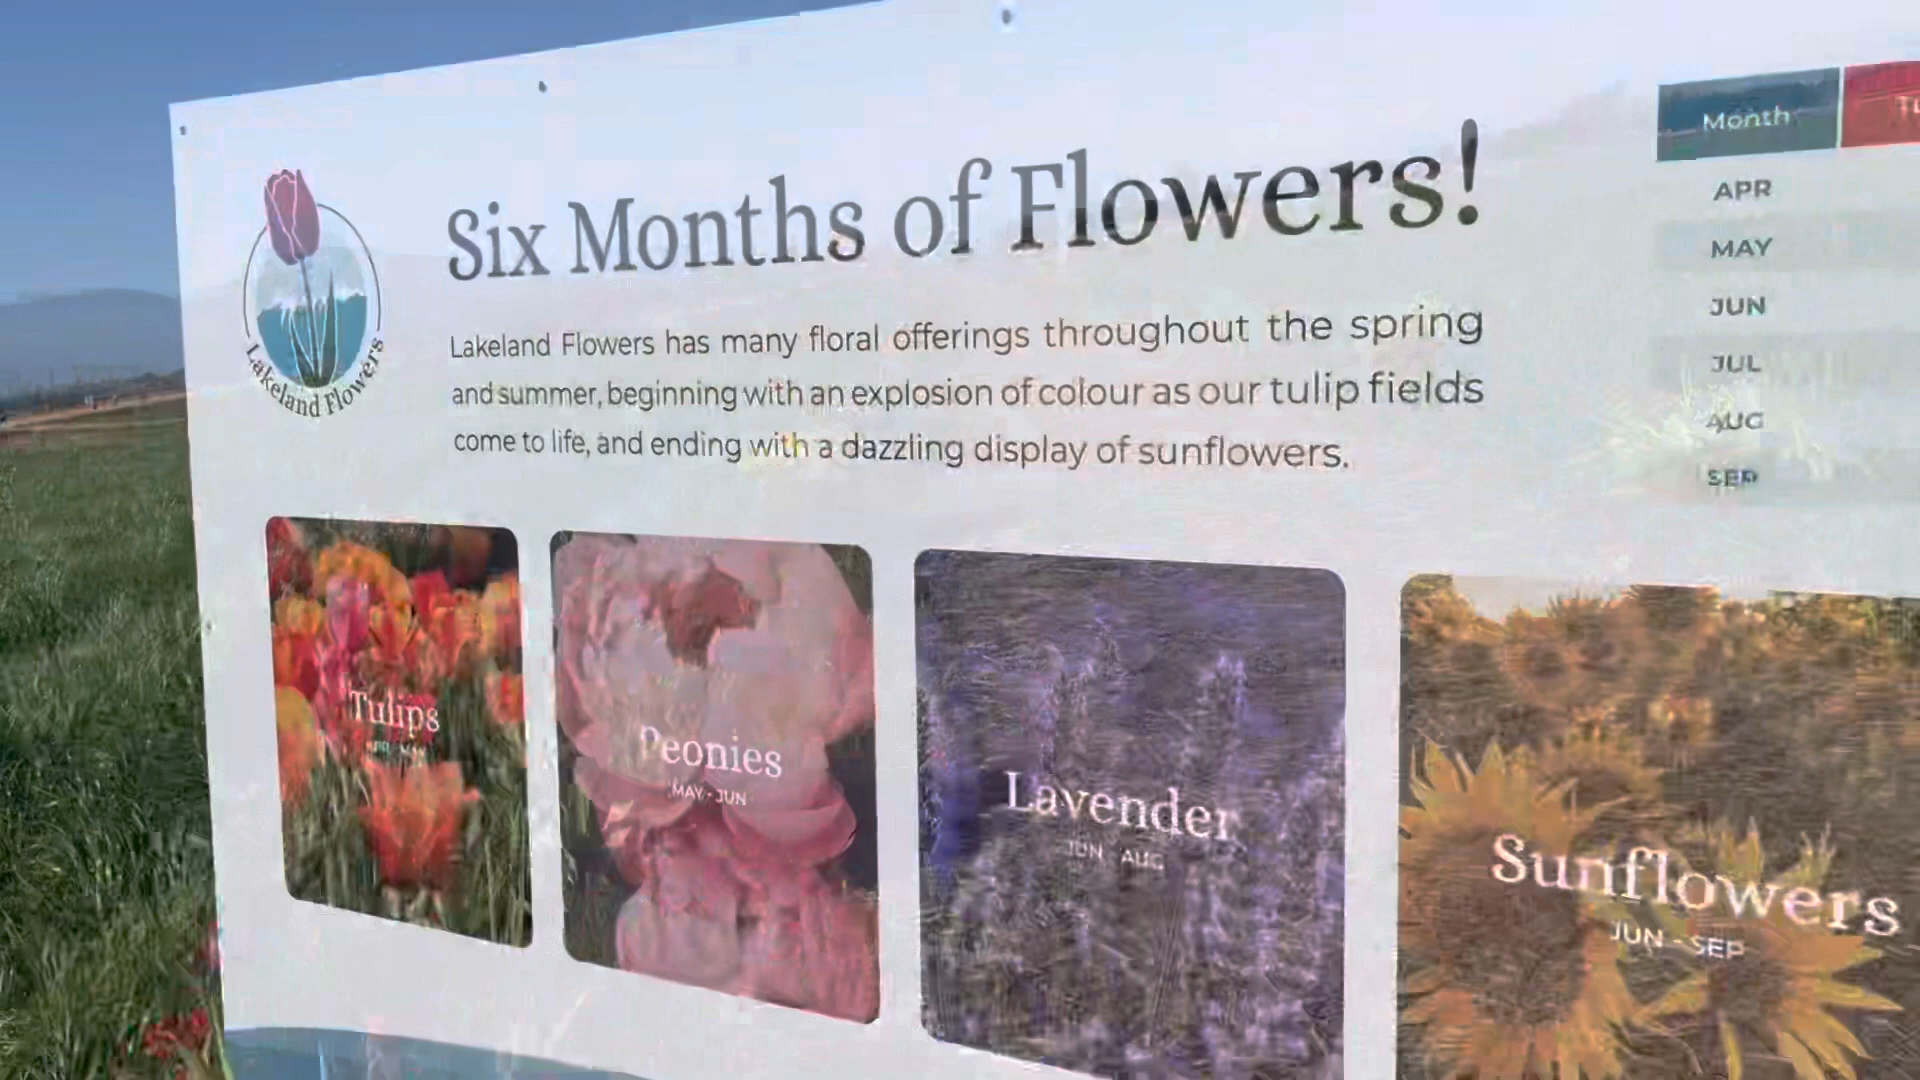 Six Months of Flowers!
Lakeland Flowers has many floral offerings throughout the spring
and summer, beginning with an explosion of colour as our tulip fields
come to life, and ending with a dazzling display of sunflowers.
Lakeland Flowers
Month
APR
MAY
JUN
JUL
AUG
SEP
Tulips
APR - MAY
Peonies
MAY - JUN
Lavender
JUN - AUG
Sunflowers
JUN - SEP